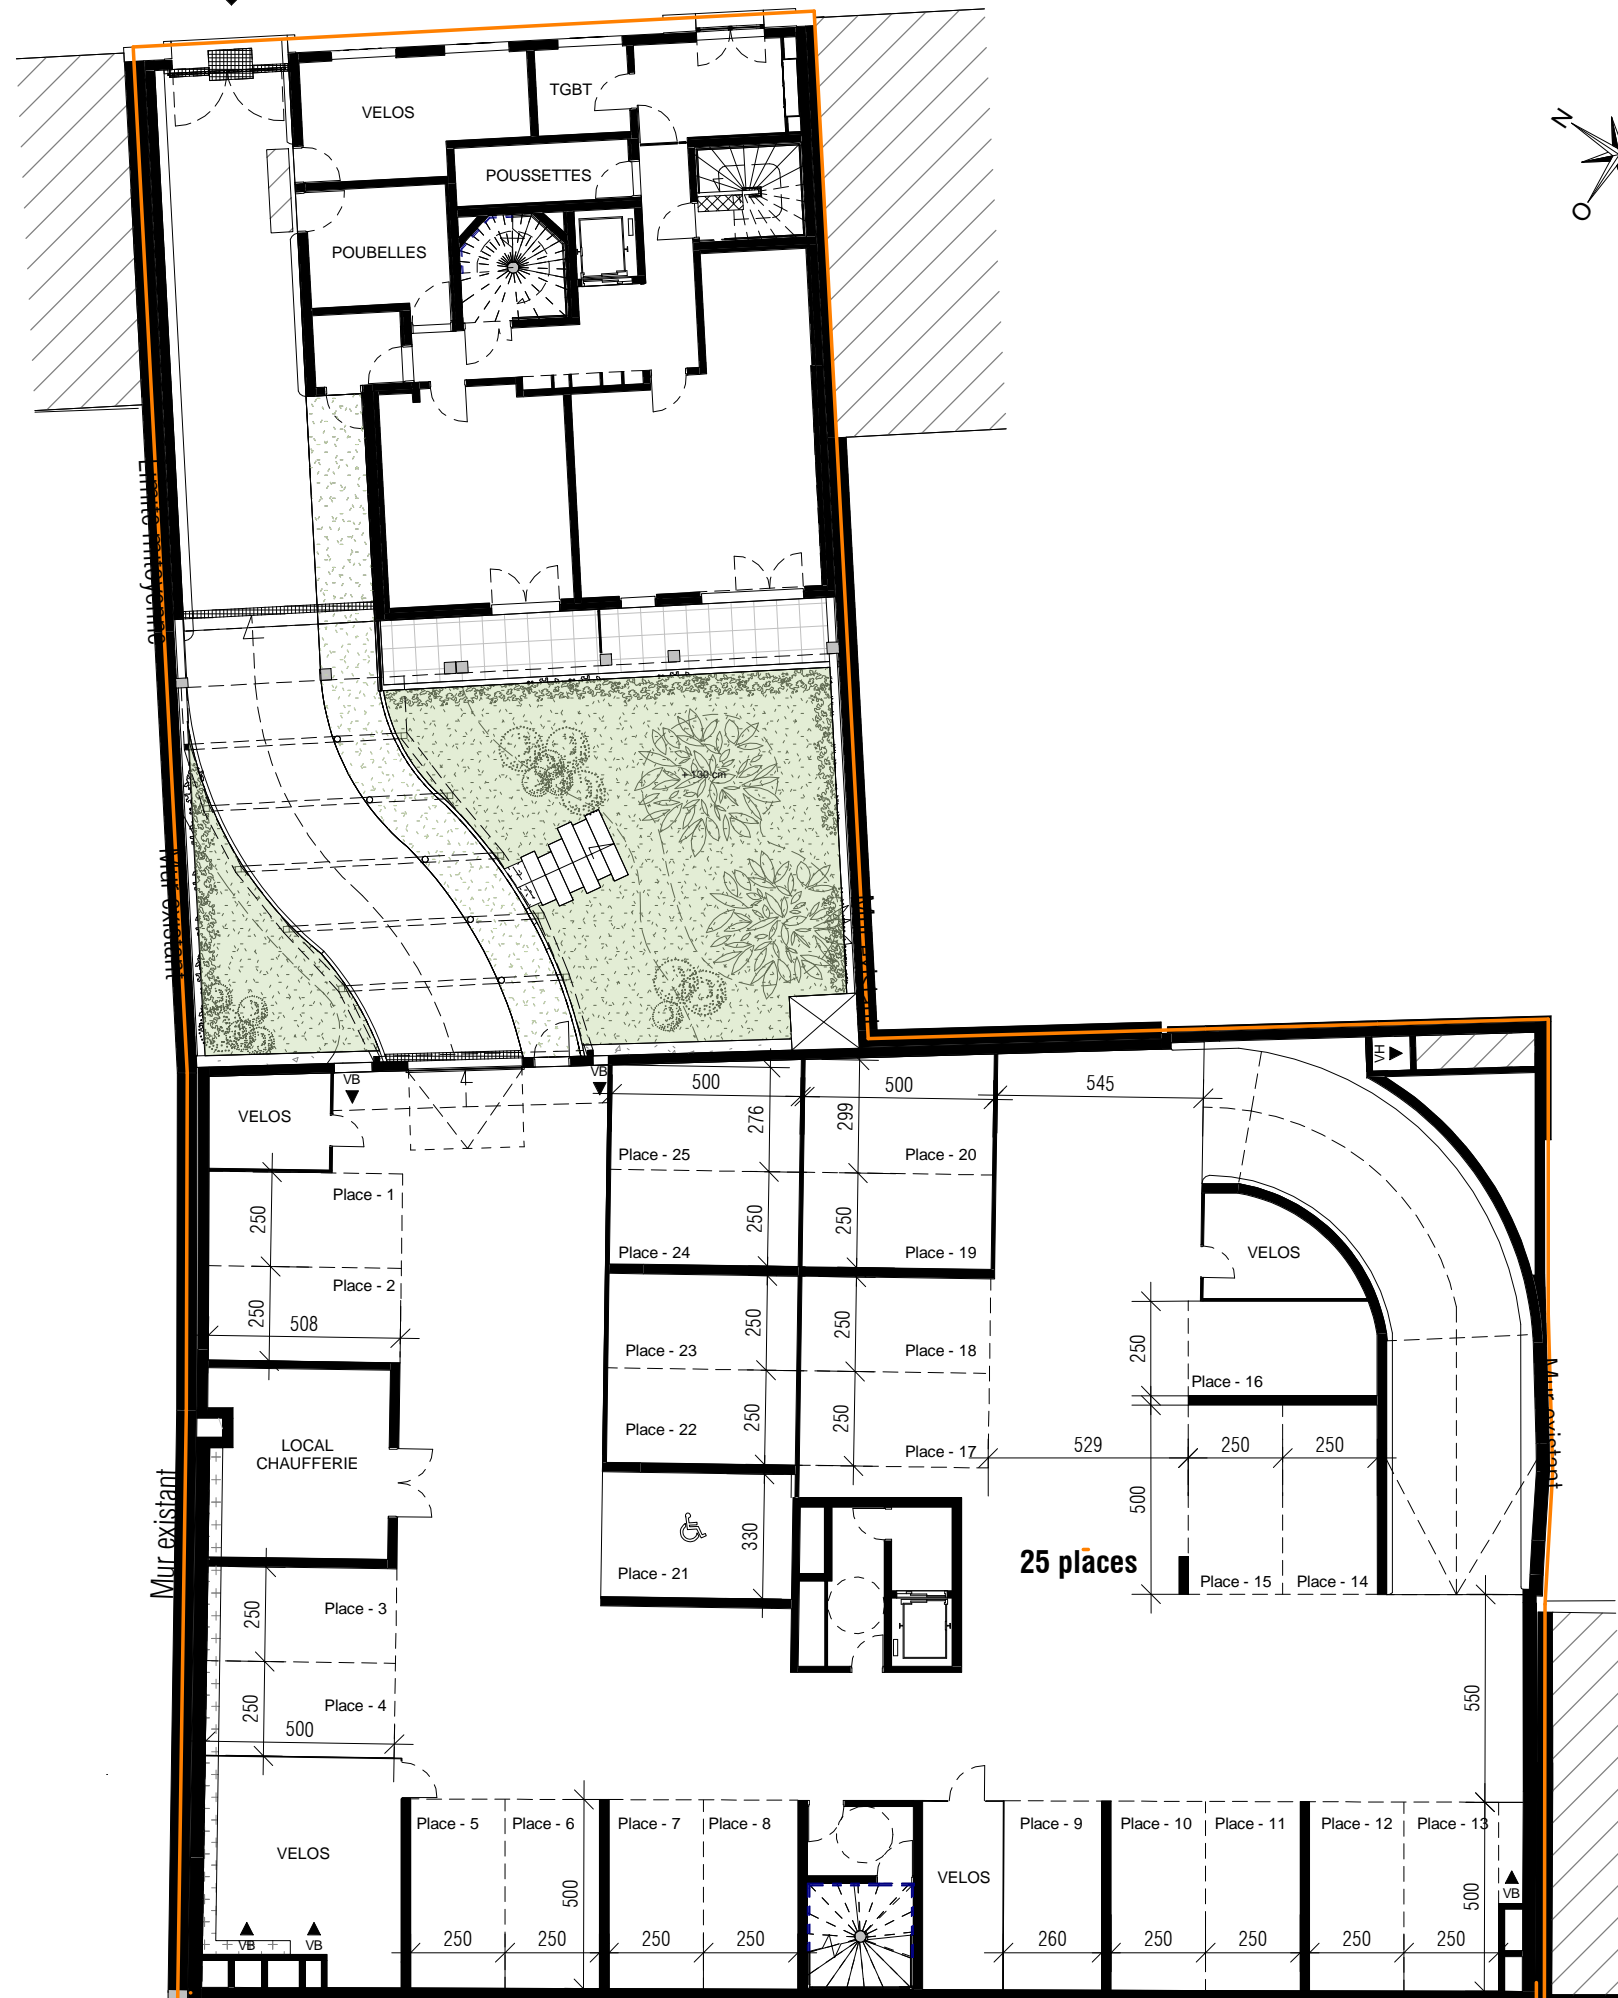 VELOS
TGBT
POUSSETTES
POUBELLES
N
O
Limite mitoyenne
+ 130 cm
Mur existant
Mur existant
VB
VB
VH
500
500
545
VELOS
276
299
Place - 25
Place - 20
Place - 1
250
250
250
Place - 24
Place - 19
VELOS
Place - 2
250
508
250
250
250
Place - 23
Place - 18
Place - 16
Mur existant
Place - 22
250
250
Place - 17
LOCAL
CHAUFFERIE
529
250
250
500
Mur existant
330
25 places
Place - 21
Place - 15
Place - 14
Place - 3
250
Place - 4
250
500
550
Place - 5
Place - 6
Place - 7
Place - 8
Place - 9
Place - 10
Place - 11
Place - 12
Place - 13
VELOS
VELOS
500
500
VB
VB
VB
250
250
250
250
260
250
250
250
250